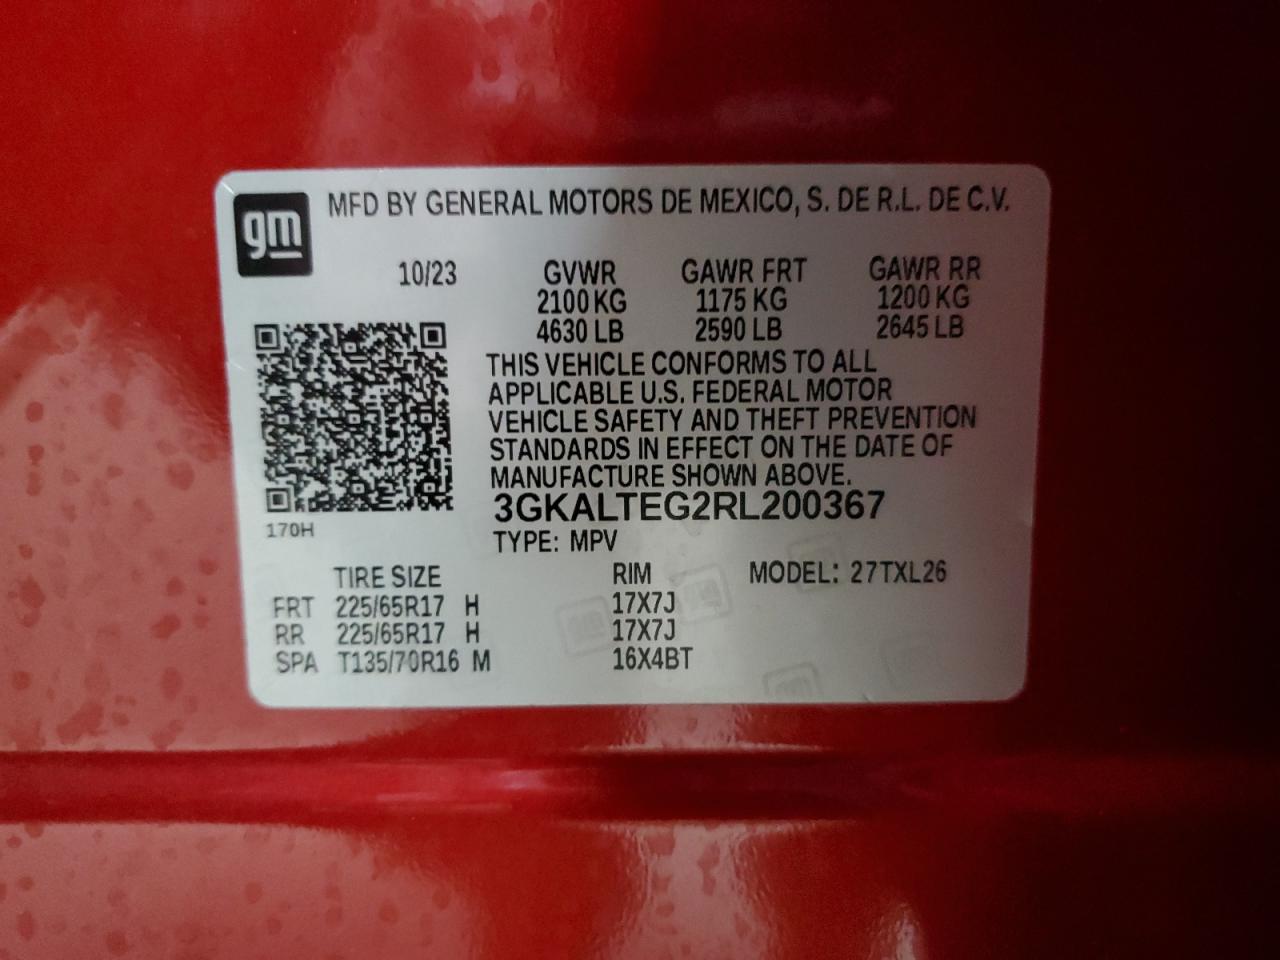 gm
MFD BY GENERAL MOTORS DE MEXICO, S. DE R.L. DE C.V.
10/23 GVWR GAWR FRT GAWR RR
2100 KG 1175 KG 1200 KG
4630 LB 2590 LB 2645 LB
THIS VEHICLE CONFORMS TO ALL
APPLICABLE U.S. FEDERAL MOTOR
VEHICLE SAFETY AND THEFT PREVENTION
STANDARDS IN EFFECT ON THE DATE OF
MANUFACTURE SHOWN ABOVE.
3GKALTEG2RL200367
170H
TYPE: MPV
TIRE SIZE RIM MODEL: 27TXL26
FRT 225/65R17 H 17X7J
RR 225/65R17 H 17X7J
SPA T135/70R16 M 16X4BT